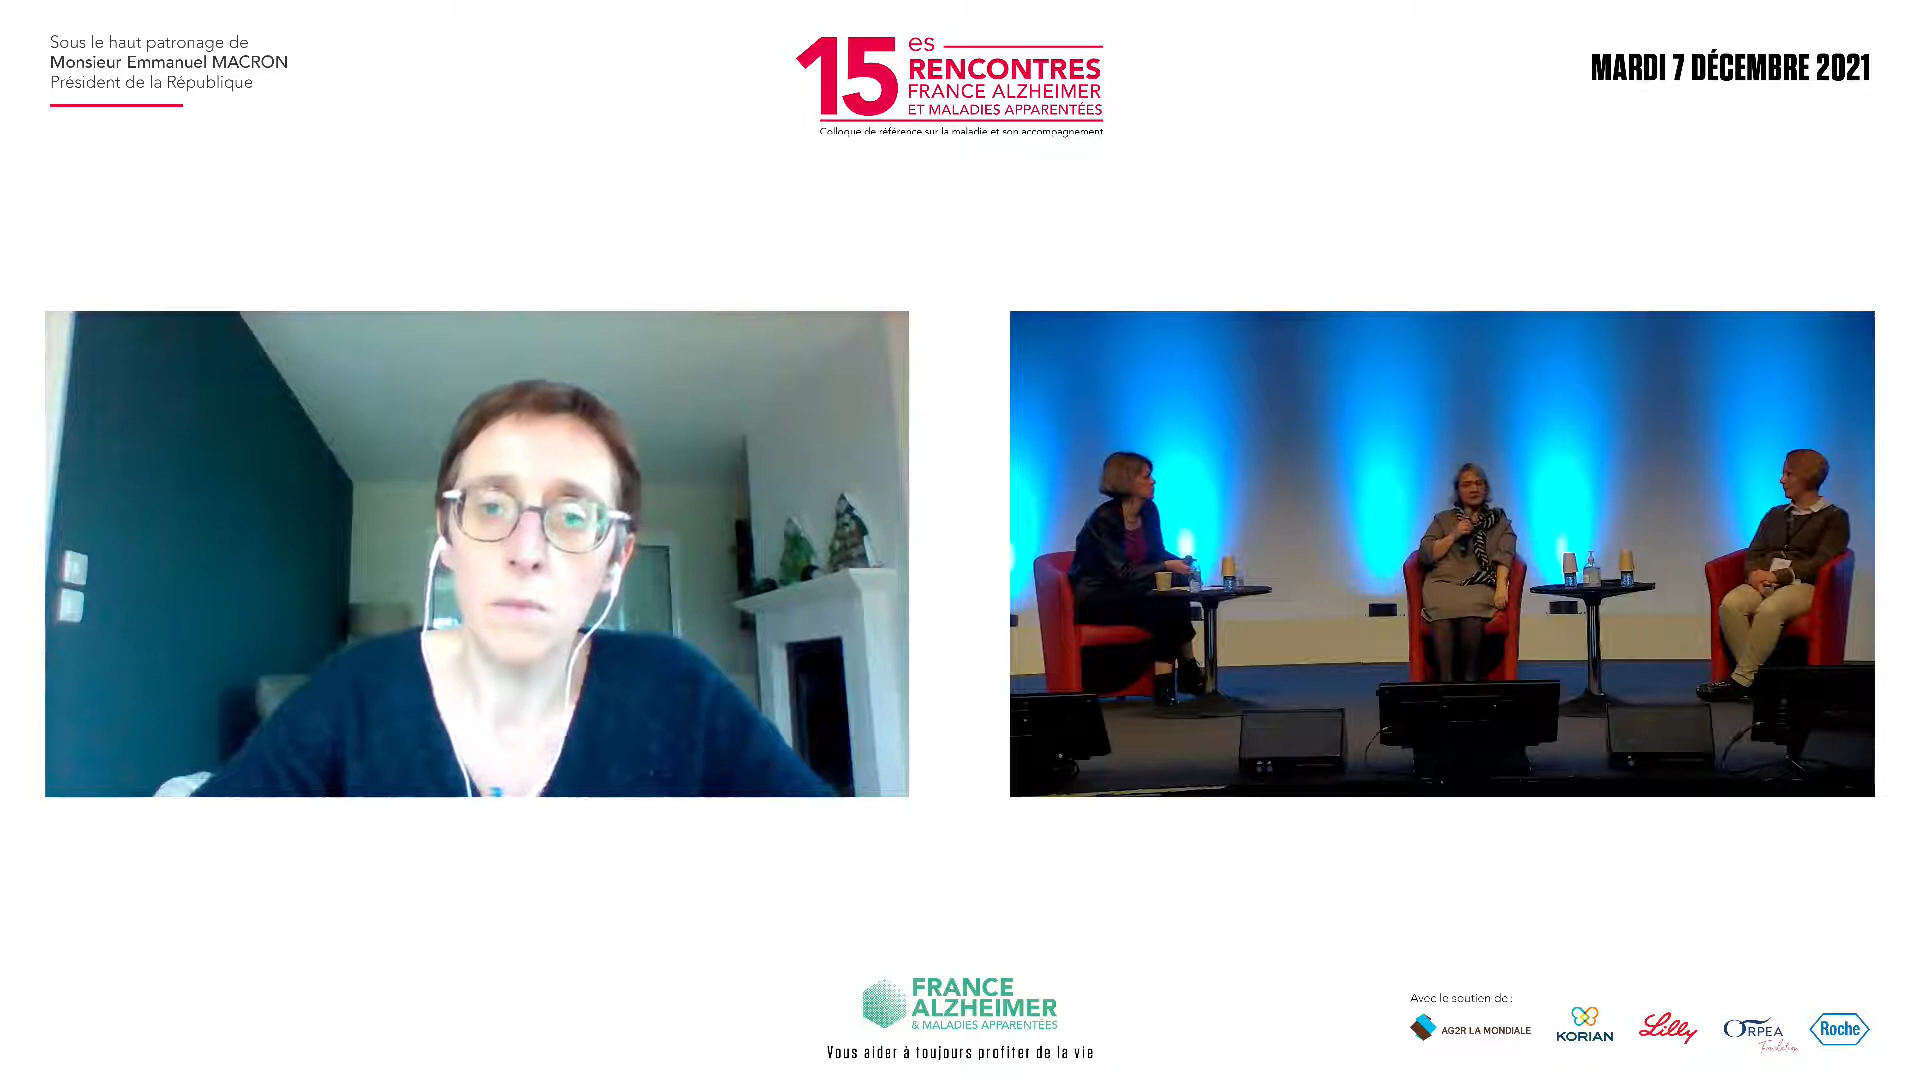 Sous le haut patronage de
Monsieur Emmanuel MACRON
Président de la République
15es
RENCONTRES
FRANCE ALZHEIMER
ET MALADIES APPARENTÉES
Colloque de référence sur la maladie et son accompagnement
MARDI 7 DÉCEMBRE 2021
FRANCE
ALZHEIMER
& MALADIES APPARENTÉES
Vous aider à toujours profiter de la vie
Avec le soutien de :
AG2R LA MONDIALE
KORIAN
Lilly
ORPEA
Fondation
Roche